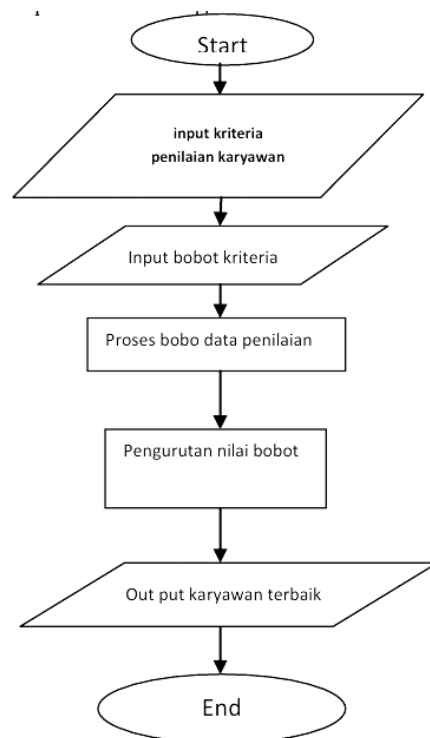 Start
input kriteria
penilaian karyawan
Input bobot kriteria
Proses bobo data penilaian
Pengurutan nilai bobot
Out put karyawan terbaik
End